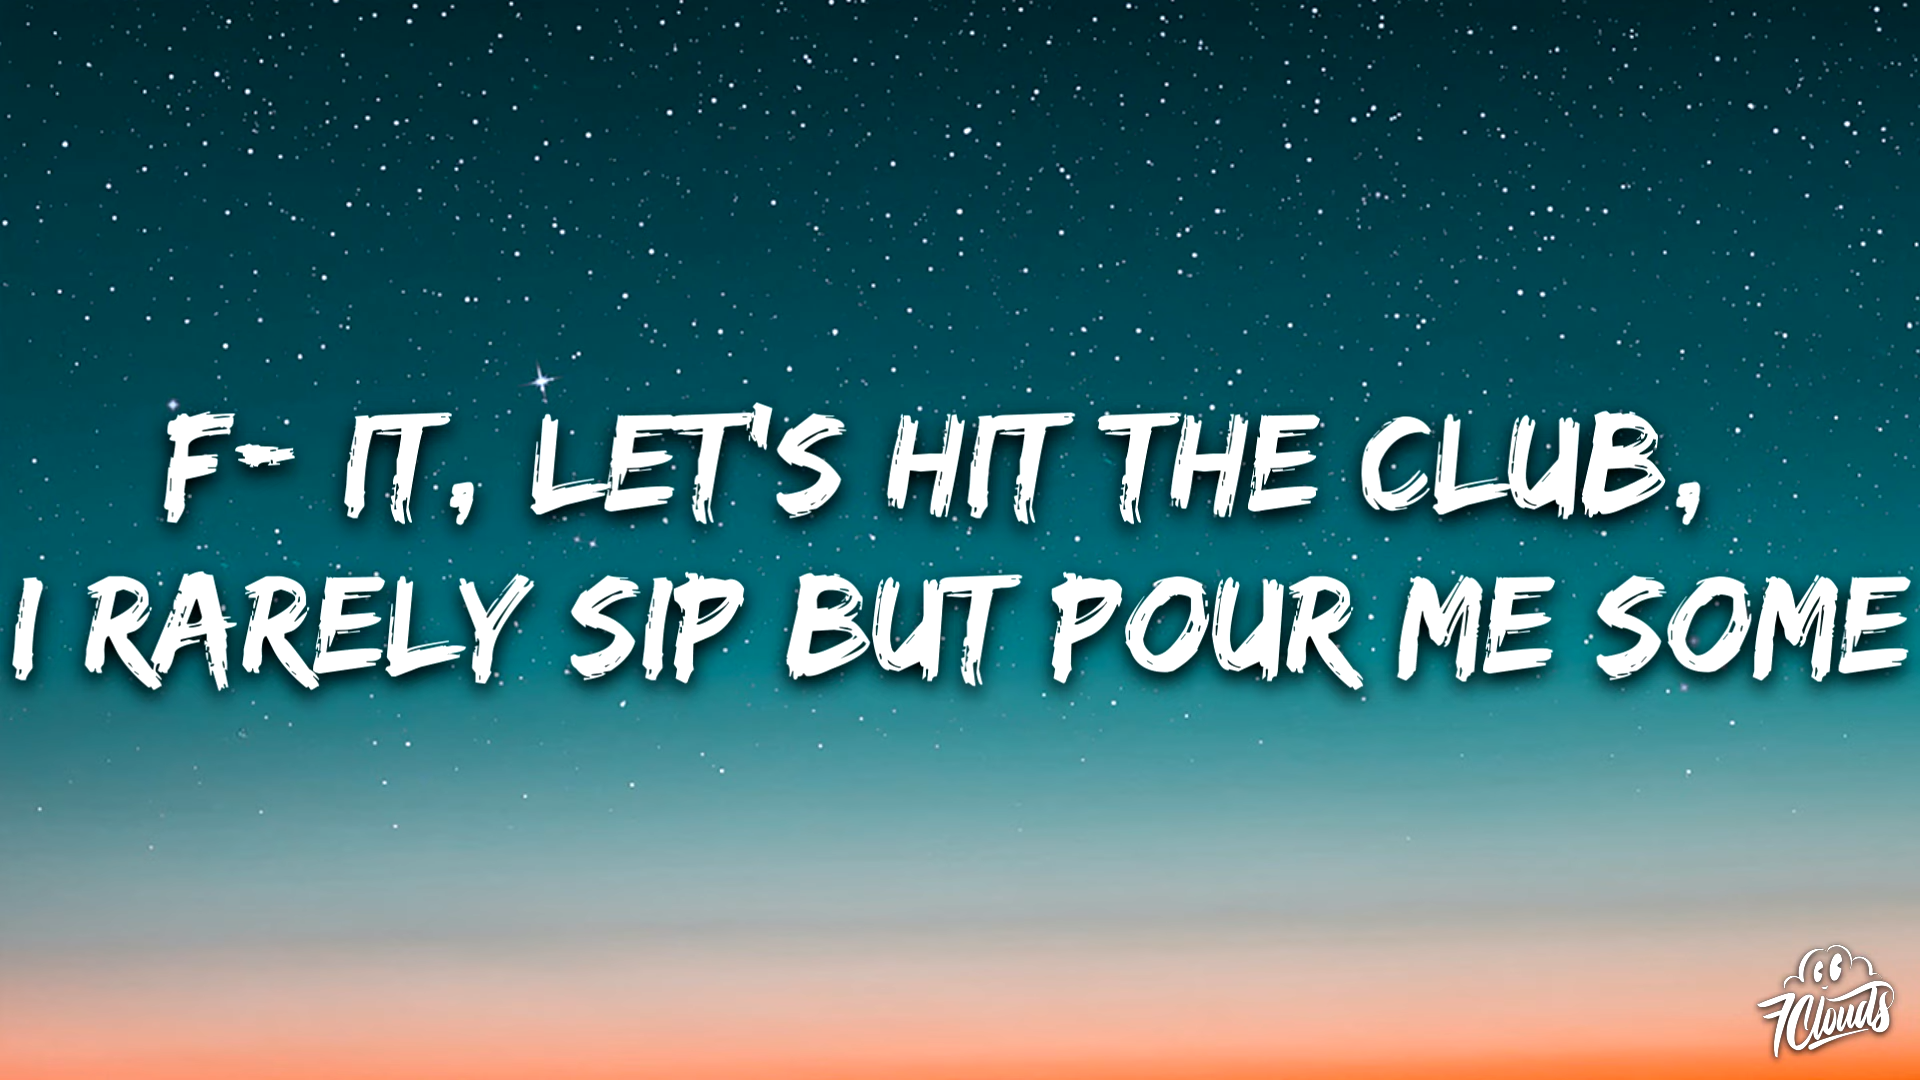 F- IT, LET'S HIT THE CLUB,
I RARELY SIP BUT POUR ME SOME
7Clouds